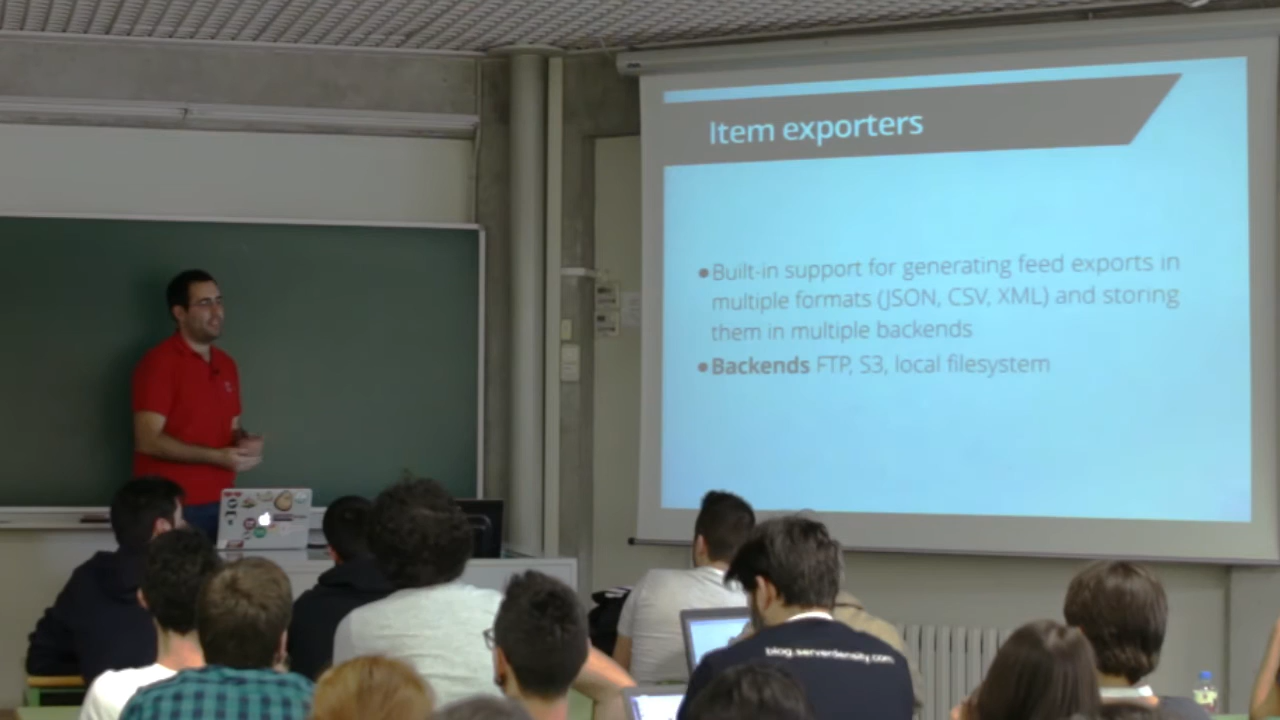 Item exporters
Built-in support for generating feed exports in
multiple formats (JSON, CSV, XML) and storing
them in multiple backends
Backends FTP, S3, local filesystem
blog.serverdensity.com